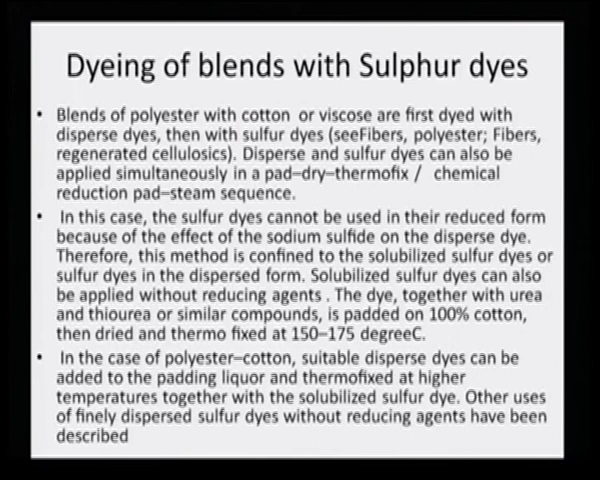 Dyeing of blends with Sulphur dyes
• Blends of polyester with cotton or viscose are first dyed with
disperse dyes, then with sulfur dyes (seeFibers, polyester; Fibers,
regenerated cellulosics). Disperse and sulfur dyes can also be
applied simultaneously in a pad–dry–thermofix / chemical
reduction pad–steam sequence.
• In this case, the sulfur dyes cannot be used in their reduced form
because of the effect of the sodium sulfide on the disperse dye.
Therefore, this method is confined to the solubilized sulfur dyes or
sulfur dyes in the dispersed form. Solubilized sulfur dyes can also
be applied without reducing agents . The dye, together with urea
and thiourea or similar compounds, is padded on 100% cotton,
then dried and thermo fixed at 150–175 degreeC.
• In the case of polyester–cotton, suitable disperse dyes can be
added to the padding liquor and thermofixed at higher
temperatures together with the solubilized sulfur dye. Other uses
of finely dispersed sulfur dyes without reducing agents have been
described